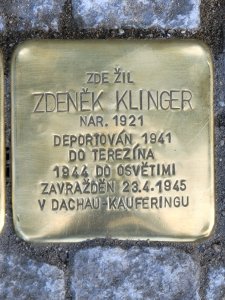 ZDE ŽIL
ZDENĚK KLINGER
NAR. 1921
DEPORTOVÁN 1941
DO TEREZÍNA
1944 DO OSVĚTIMI
ZAVRAŽDĚN 23.4.1945
V DACHAU-KAUFERINGU